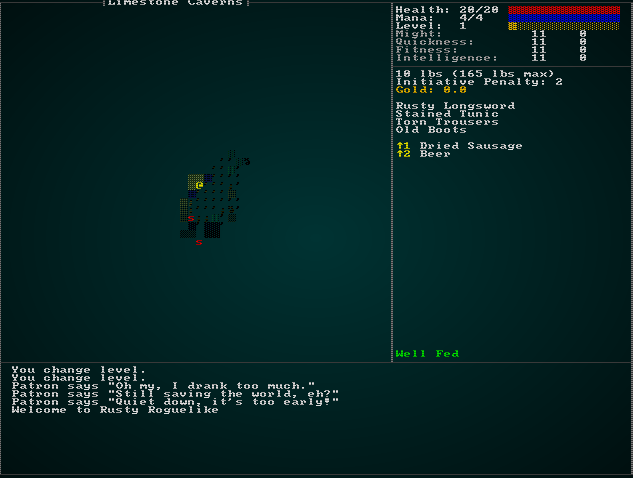 Limestone Caverns
Health: 20/20
Mana: 4/4
Level: 1
Might: 11 0
Quickness: 11 0
Fitness: 11 0
Intelligence: 11 0
10 lbs (165 lbs max)
Initiative Penalty: 2
Gold: 0.0
Rusty Longsword
Stained Tunic
Torn Trousers
Old Boots
↑1 Dried Sausage
↑2 Beer
@
s
s
Well Fed
You change level.
You change level.
Patron says "Oh my, I drank too much."
Patron says "Still saving the world, eh?"
Patron says "Quiet down, it's too early!"
Welcome to Rusty Roguelike